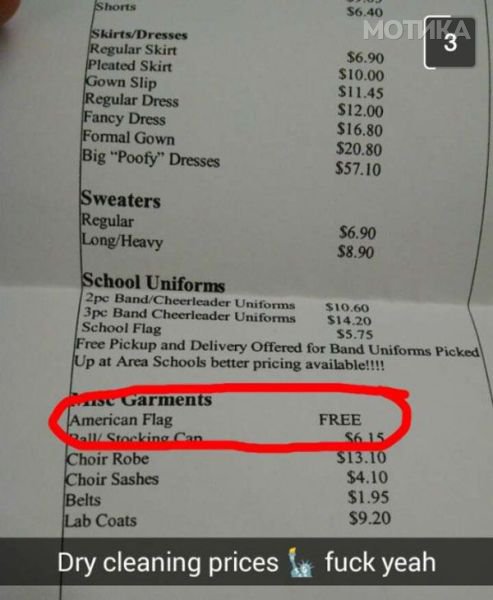 Shorts $6.40
МОТИКА
3
Skirts/Dresses
Regular Skirt $6.90
Pleated Skirt $10.00
Gown Slip $11.45
Regular Dress $12.00
Fancy Dress $16.80
Formal Gown $20.80
Big “Poofy” Dresses $57.10
Sweaters
Regular $6.90
Long/Heavy $8.90
School Uniforms
2pc Band/Cheerleader Uniforms $10.60
3pc Band Cheerleader Uniforms $14.20
School Flag $5.75
Free Pickup and Delivery Offered for Band Uniforms Picked
Up at Area Schools better pricing available!!!!
Misc Garments
American Flag FREE
Ball/ Stocking Cap $6.15
Choir Robe $13.10
Choir Sashes $4.10
Belts $1.95
Lab Coats $9.20
Dry cleaning prices 🗽 fuck yeah